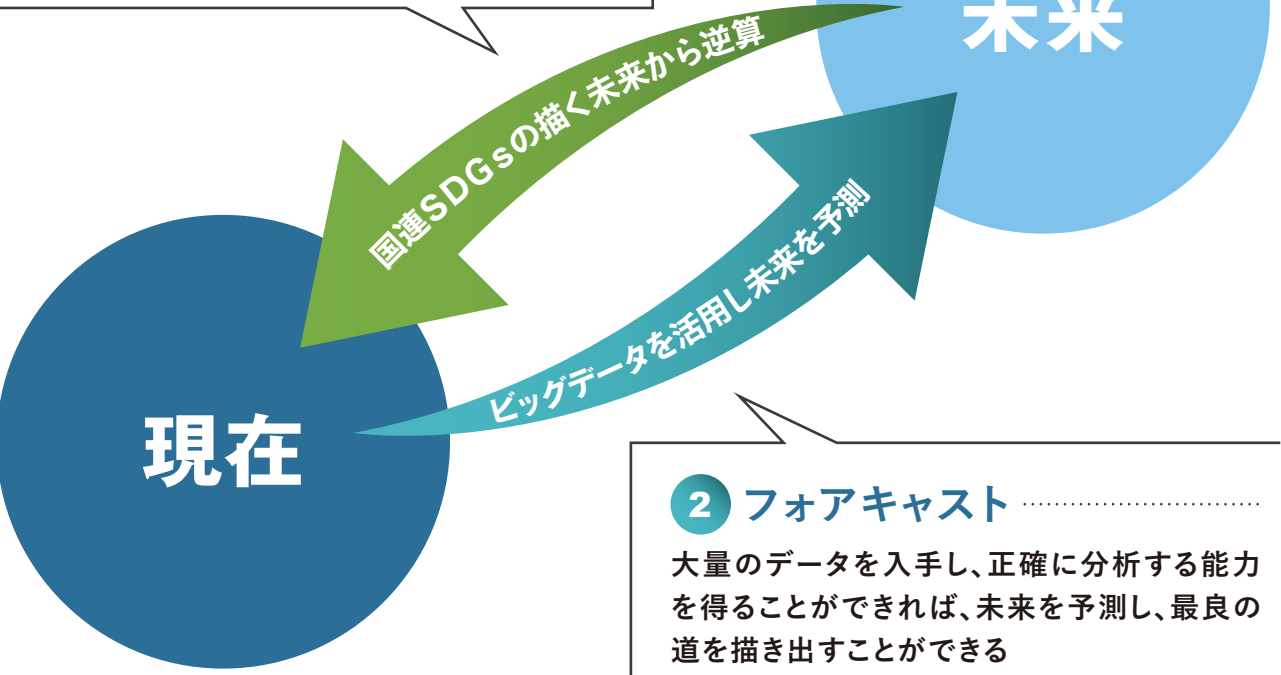 未来
国連SDGsの描く未来から逆算
ビッグデータを活用し未来を予測
現在
2 フォアキャスト
大量のデータを入手し、正確に分析する能力
を得ることができれば、未来を予測し、最良の
道を描き出すことができる